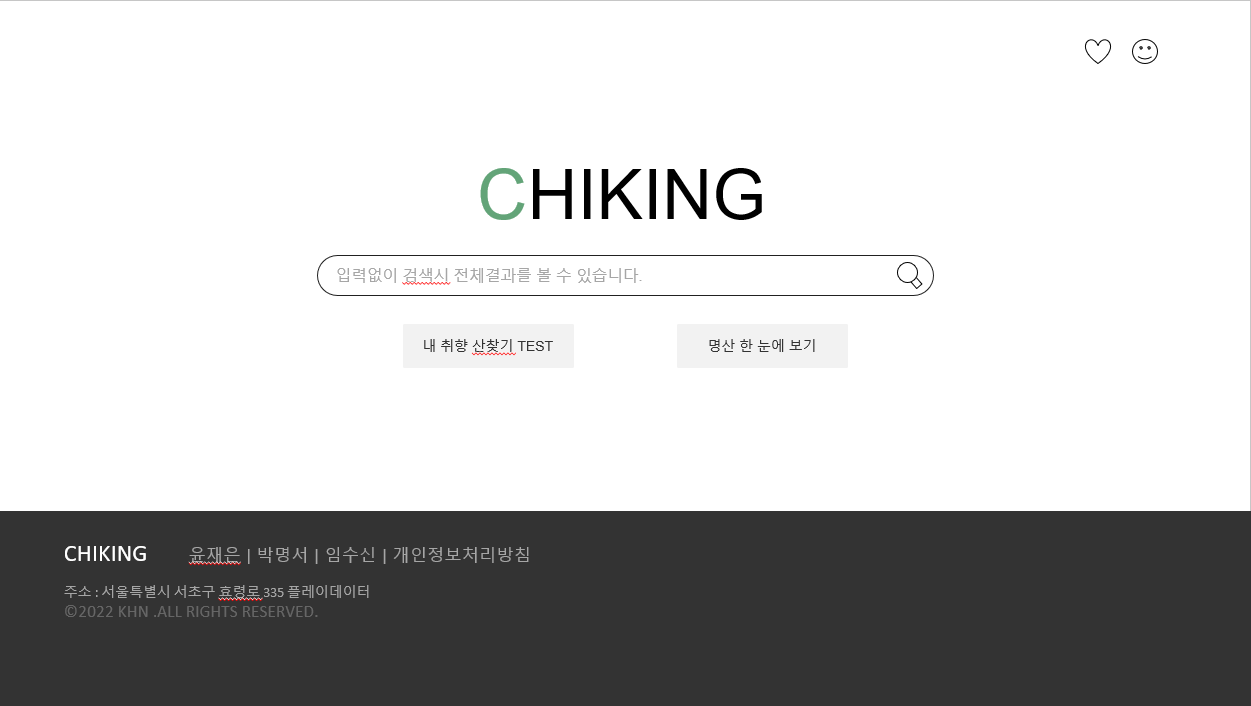 CHIKING
입력없이 검색시 전체결과를 볼 수 있습니다.
내 취향 산찾기 TEST
명산 한 눈에 보기
CHIKING 윤재은 | 박명서 | 임수신 | 개인정보처리방침
주소 : 서울특별시 서초구 효령로 335 플레이데이터
©2022 KHN .ALL RIGHTS RESERVED.